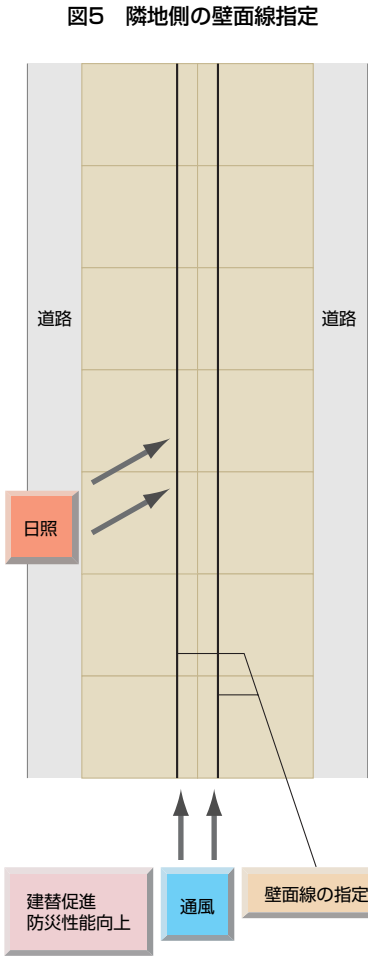 図5　隣地側の壁面線指定
道路
道路
日照
建替促進
防災性能向上
通風
壁面線の指定